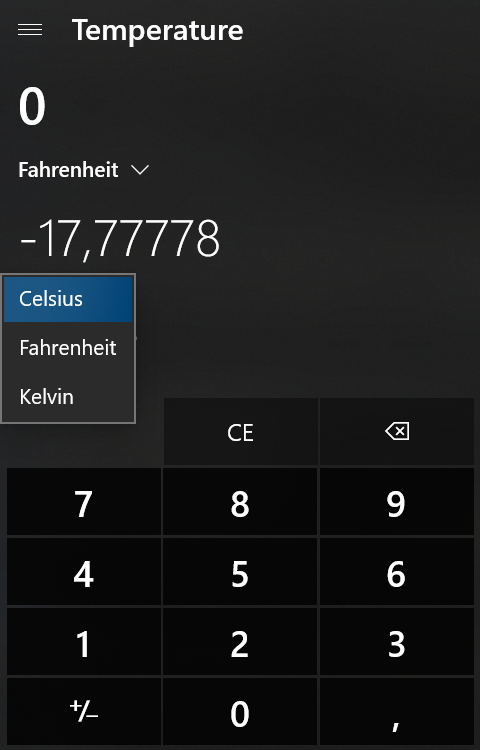 Temperature
0
Fahrenheit
-17,77778
Celsius
Fahrenheit
Kelvin
CE
7 8 9
4 5 6
1 2 3
+/− 0 ,